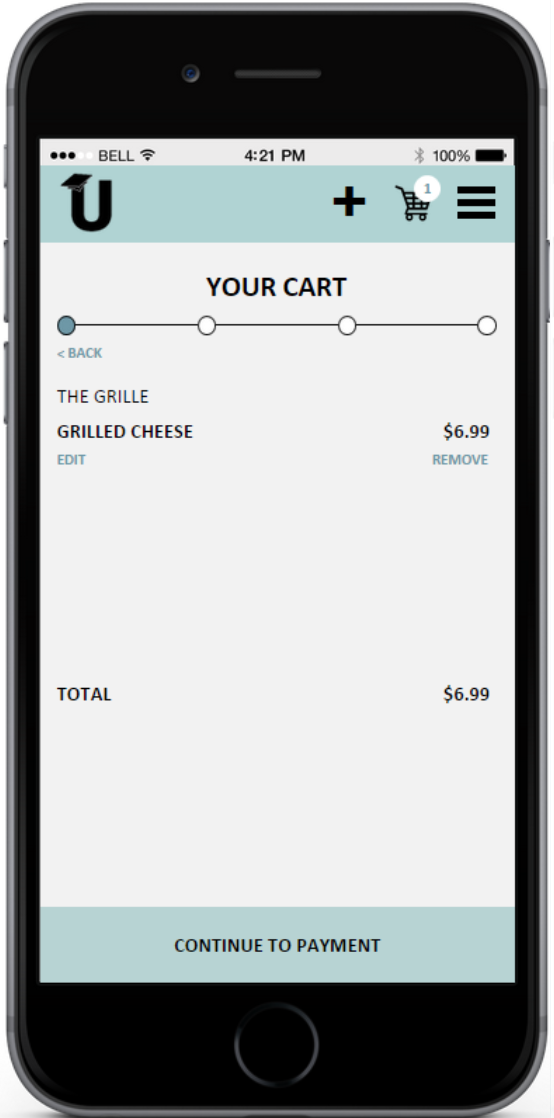 BELL 4:21 PM 100%
U 1
YOUR CART
< BACK
THE GRILLE
GRILLED CHEESE $6.99
EDIT REMOVE
TOTAL $6.99
CONTINUE TO PAYMENT